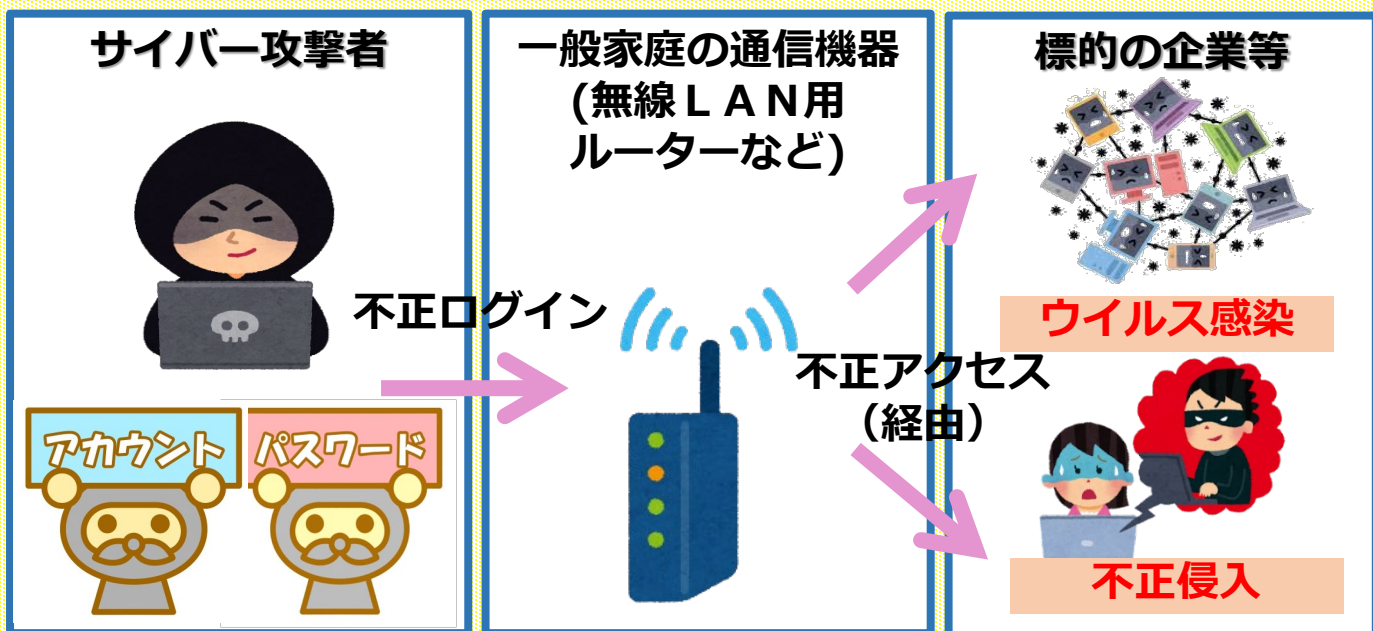 サイバー攻撃者
アカウント
パスワード
不正ログイン
一般家庭の通信機器
(無線ＬＡＮ用
ルーターなど)
不正アクセス
（経由）
標的の企業等
ウイルス感染
不正侵入